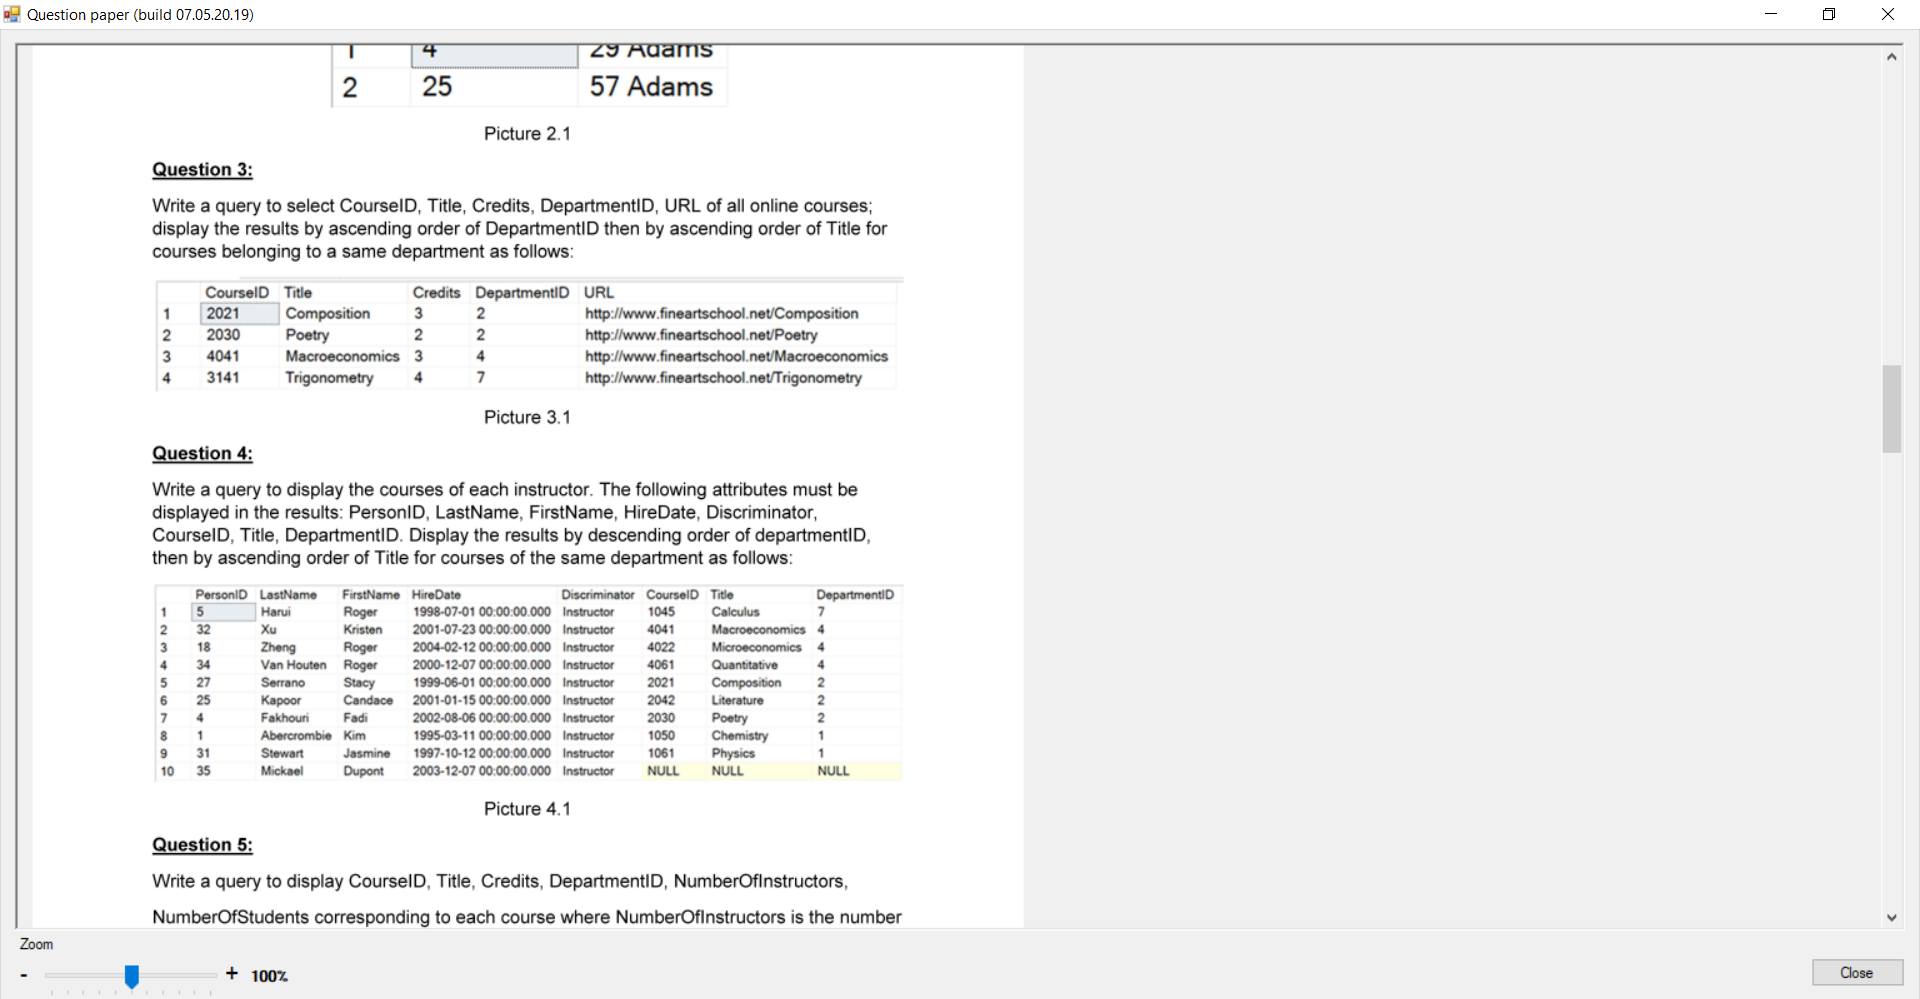 Question paper (build 07.05.20.19)
1 4 29 Adams
2 25 57 Adams
Picture 2.1
Question 3:
Write a query to select CourseID, Title, Credits, DepartmentID, URL of all online courses;
display the results by ascending order of DepartmentID then by ascending order of Title for
courses belonging to a same department as follows:
CourseID Title Credits DepartmentID URL
1 2021 Composition 3 2 http://www.fineartschool.net/Composition
2 2030 Poetry 2 2 http://www.fineartschool.net/Poetry
3 4041 Macroeconomics 3 4 http://www.fineartschool.net/Macroeconomics
4 3141 Trigonometry 4 7 http://www.fineartschool.net/Trigonometry
Picture 3.1
Question 4:
Write a query to display the courses of each instructor. The following attributes must be
displayed in the results: PersonID, LastName, FirstName, HireDate, Discriminator,
CourseID, Title, DepartmentID. Display the results by descending order of departmentID,
then by ascending order of Title for courses of the same department as follows:
PersonID LastName FirstName HireDate Discriminator CourseID Title DepartmentID
1 5 Harui Roger 1998-07-01 00:00:00.000 Instructor 1045 Calculus 7
2 32 Xu Kristen 2001-07-23 00:00:00.000 Instructor 4041 Macroeconomics 4
3 18 Zheng Roger 2004-02-12 00:00:00.000 Instructor 4022 Microeconomics 4
4 34 Van Houten Roger 2000-12-07 00:00:00.000 Instructor 4061 Quantitative 4
5 27 Serrano Stacy 1999-06-01 00:00:00.000 Instructor 2021 Composition 2
6 25 Kapoor Candace 2001-01-15 00:00:00.000 Instructor 2042 Literature 2
7 4 Fakhouri Fadi 2002-08-06 00:00:00.000 Instructor 2030 Poetry 2
8 1 Abercrombie Kim 1995-03-11 00:00:00.000 Instructor 1050 Chemistry 1
9 31 Stewart Jasmine 1997-10-12 00:00:00.000 Instructor 1061 Physics 1
10 35 Mickael Dupont 2003-12-07 00:00:00.000 Instructor NULL NULL NULL
Picture 4.1
Question 5:
Write a query to display CourseID, Title, Credits, DepartmentID, NumberOfInstructors,
NumberOfStudents corresponding to each course where NumberOfInstructors is the number
Zoom
- + 100%
Close